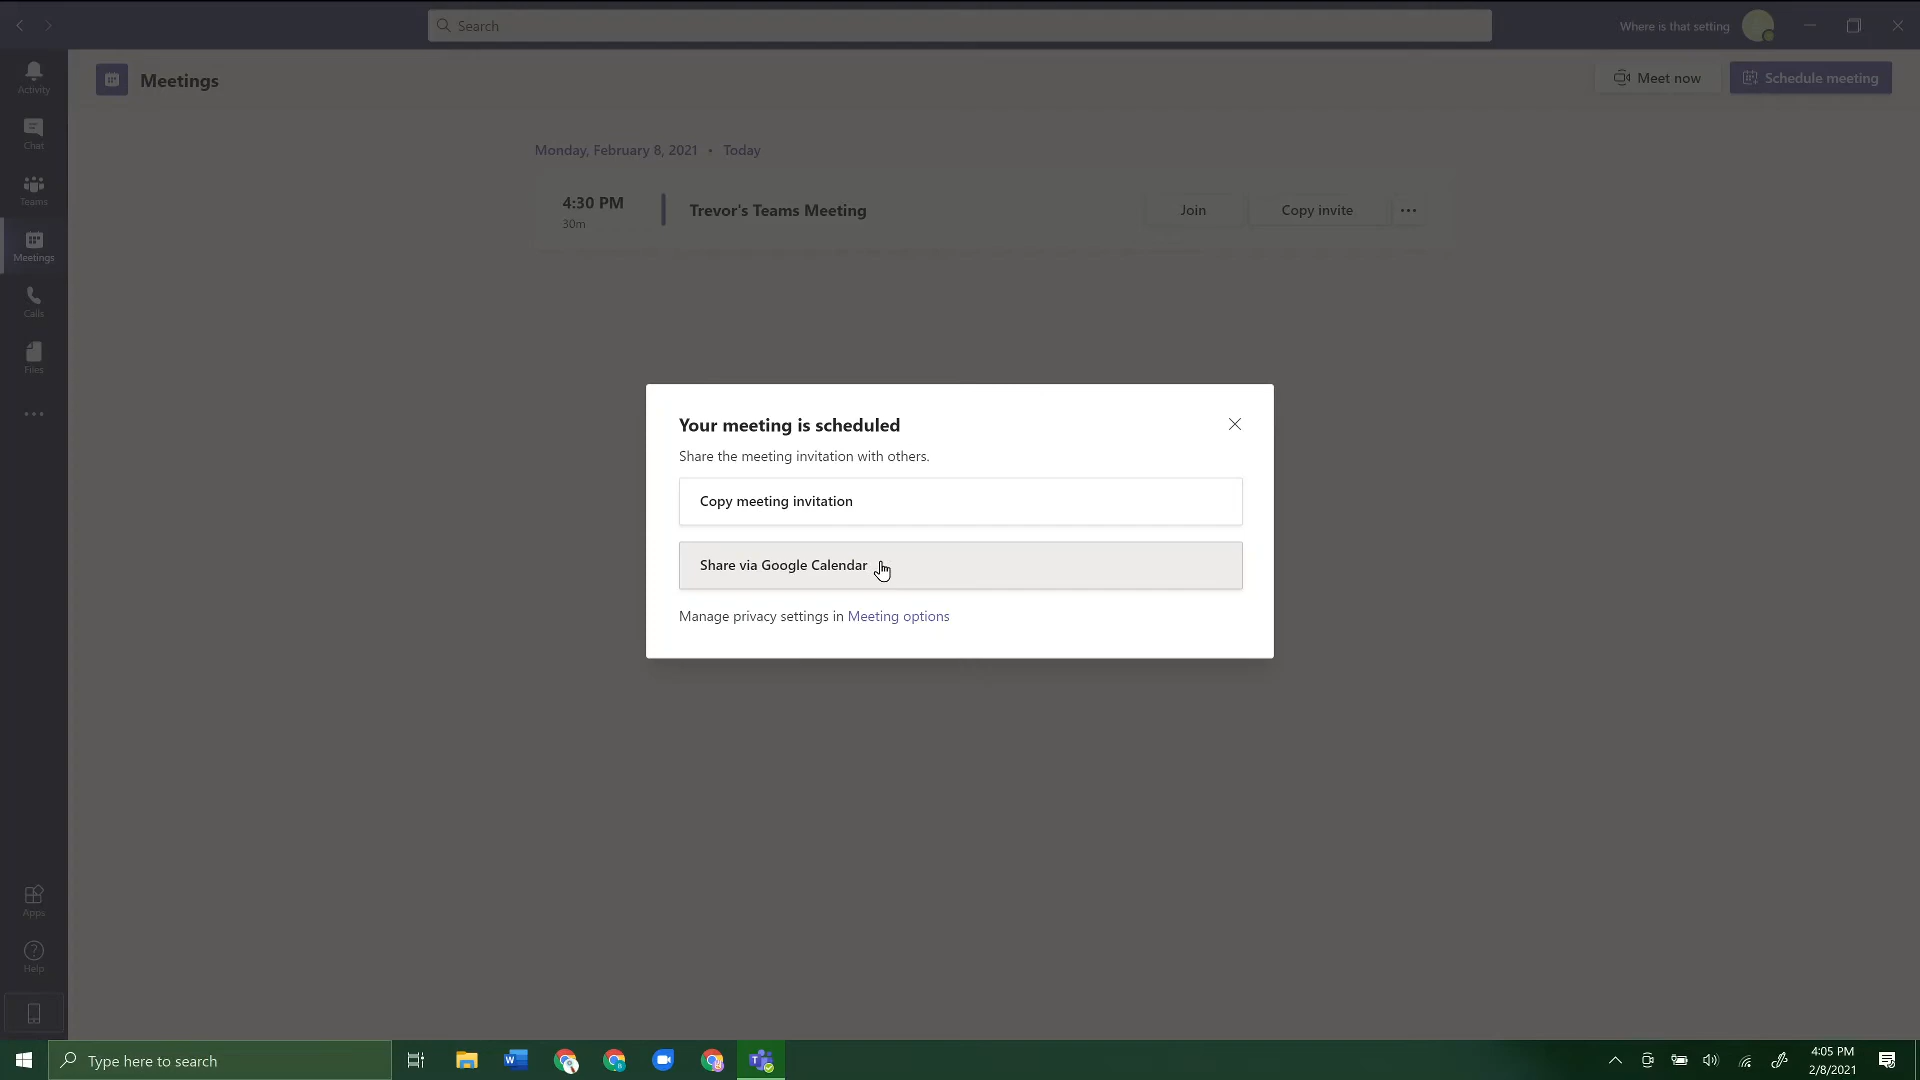 Search
Where is that setting
Activity
Chat
Teams
Meetings
Calls
Files
Apps
Help
Meetings
Meet now
Schedule meeting
Monday, February 8, 2021 • Today
4:30 PM
30m
Trevor's Teams Meeting
Join
Copy invite
Your meeting is scheduled
Share the meeting invitation with others.
Copy meeting invitation
Share via Google Calendar
Manage privacy settings in Meeting options
Type here to search
4:05 PM
2/8/2021